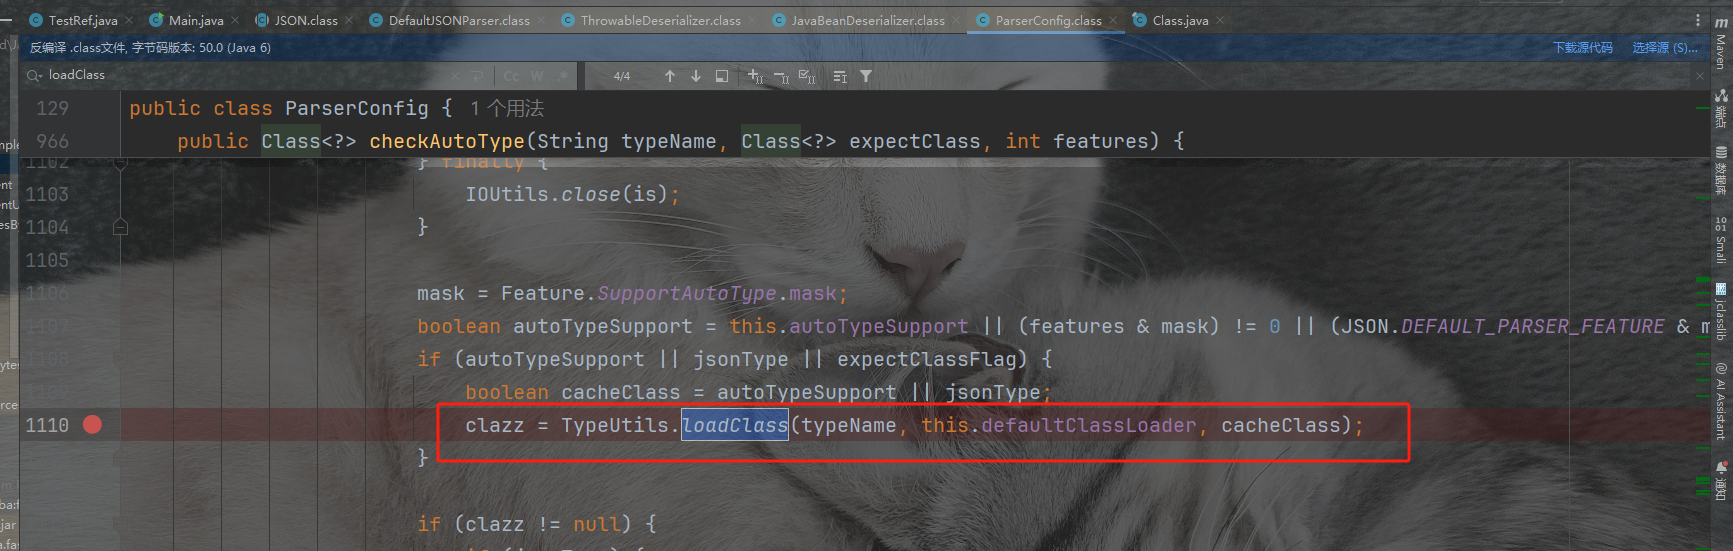 TestRef.java Main.java JSON.class DefaultJSONParser.class ThrowableDeserializer.class JavaBeanDeserializer.class ParserConfig.class Class.java
反编译 .class文件, 字节码版本: 50.0 (Java 6) 下载源代码 选择源 (S)...
loadClass Cc W .* 4/4
129 public class ParserConfig { 1 个用法
966 public Class<?> checkAutoType(String typeName, Class<?> expectClass, int features) {
1102 } finally {
1103 IOUtils.close(is);
1104 }
1105
1106 mask = Feature.SupportAutoType.mask;
1107 boolean autoTypeSupport = this.autoTypeSupport || (features & mask) != 0 || (JSON.DEFAULT_PARSER_FEATURE & m
if (autoTypeSupport || jsonType || expectClassFlag) {
boolean cacheClass = autoTypeSupport || jsonType;
1110 clazz = TypeUtils.loadClass(typeName, this.defaultClassLoader, cacheClass);
}
if (clazz != null) {
m Maven
端点
数据库
Smali
jclasslib
AI Assistant
通知